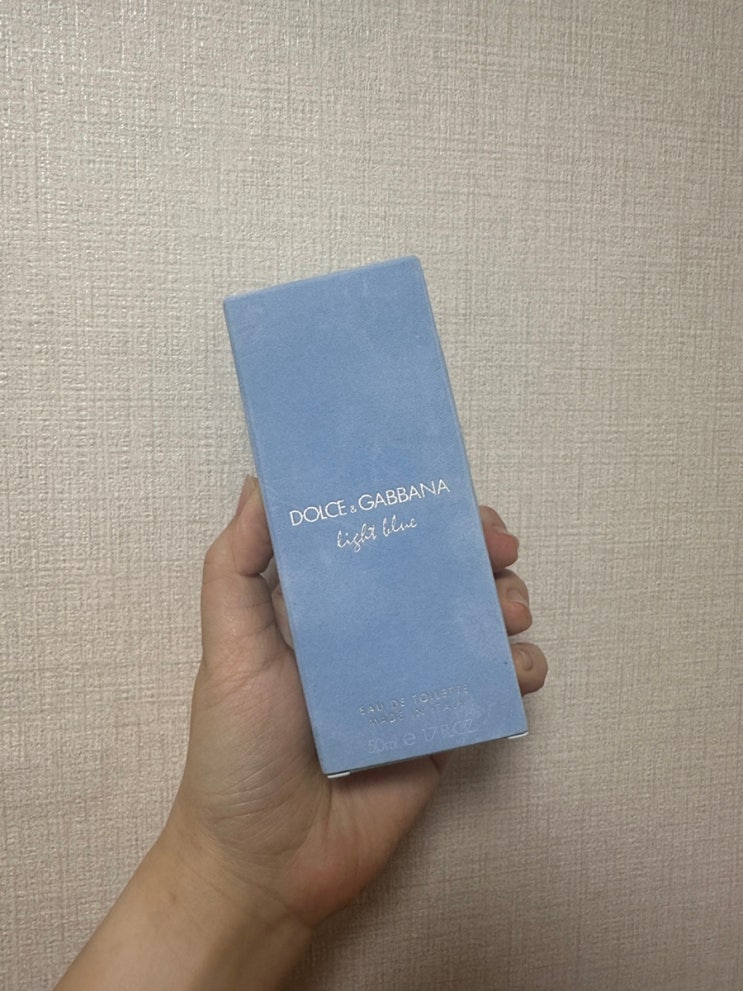 DOLCE & GABBANA
light blue
EAU DE TOILETTE
MADE IN ITALY
50ml e 1.7 FL.OZ.